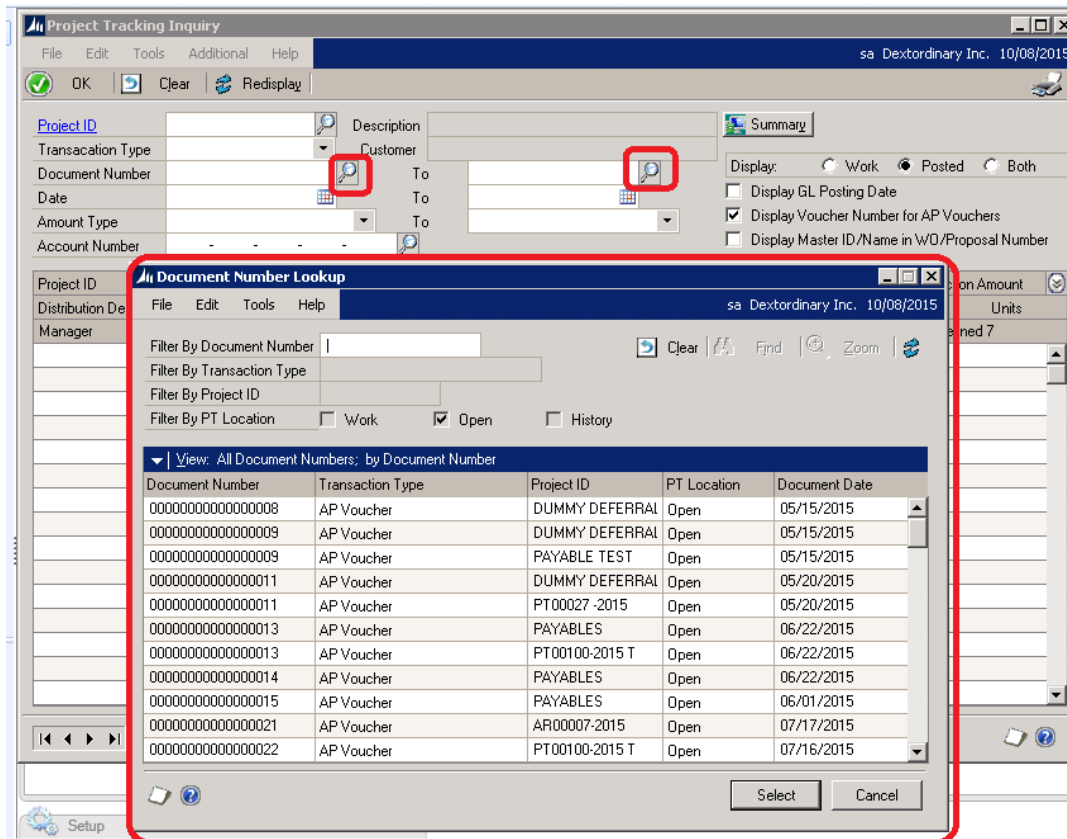 Project Tracking Inquiry
File Edit Tools Additional Help sa Dextordinary Inc. 10/08/2015
OK Clear Redisplay
Project ID Description Summary
Transacation Type Customer
Document Number To Display: Work Posted Both
Date To Display GL Posting Date
Amount Type To Display Voucher Number for AP Vouchers
Account Number - - - - Display Master ID/Name in WO/Proposal Number
Project ID on Amount
Distribution De Units
Manager ned 7
Document Number Lookup
File Edit Tools Help sa Dextordinary Inc. 10/08/2015
Filter By Document Number Clear Find Zoom
Filter By Transaction Type
Filter By Project ID
Filter By PT Location Work Open History
View: All Document Numbers; by Document Number
Document Number Transaction Type Project ID PT Location Document Date
00000000000000008 AP Voucher DUMMY DEFERRAL Open 05/15/2015
00000000000000009 AP Voucher DUMMY DEFERRAL Open 05/15/2015
00000000000000009 AP Voucher PAYABLE TEST Open 05/15/2015
00000000000000011 AP Voucher DUMMY DEFERRAL Open 05/20/2015
00000000000000011 AP Voucher PT00027 -2015 Open 05/20/2015
00000000000000013 AP Voucher PAYABLES Open 06/22/2015
00000000000000013 AP Voucher PT00100-2015 T Open 06/22/2015
00000000000000014 AP Voucher PAYABLES Open 06/22/2015
00000000000000015 AP Voucher PAYABLES Open 06/01/2015
00000000000000021 AP Voucher AR00007-2015 Open 07/17/2015
00000000000000022 AP Voucher PT00100-2015 T Open 07/16/2015
Select Cancel
Setup